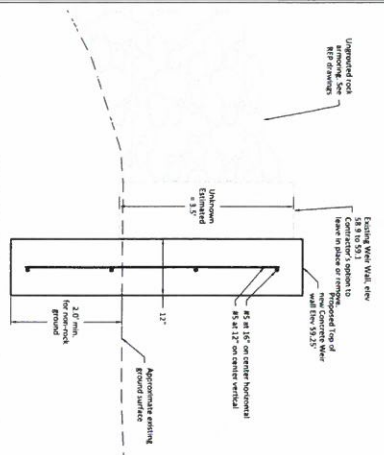 Ungrouted rock
armoring. See
REP drawings
Existing Weir Wall, elev
58.9 to 59.1
Contractor's option to
leave in place or remove.
Proposed Top of
new Concrete Weir
wall Elev 59.25'
Unknown
Estimated
= 3.5'
#5 at 16" on center horizontal
#5 at 12" on center vertical
12"
2.0' min.
for non-rock
ground
Approximate existing
ground surface